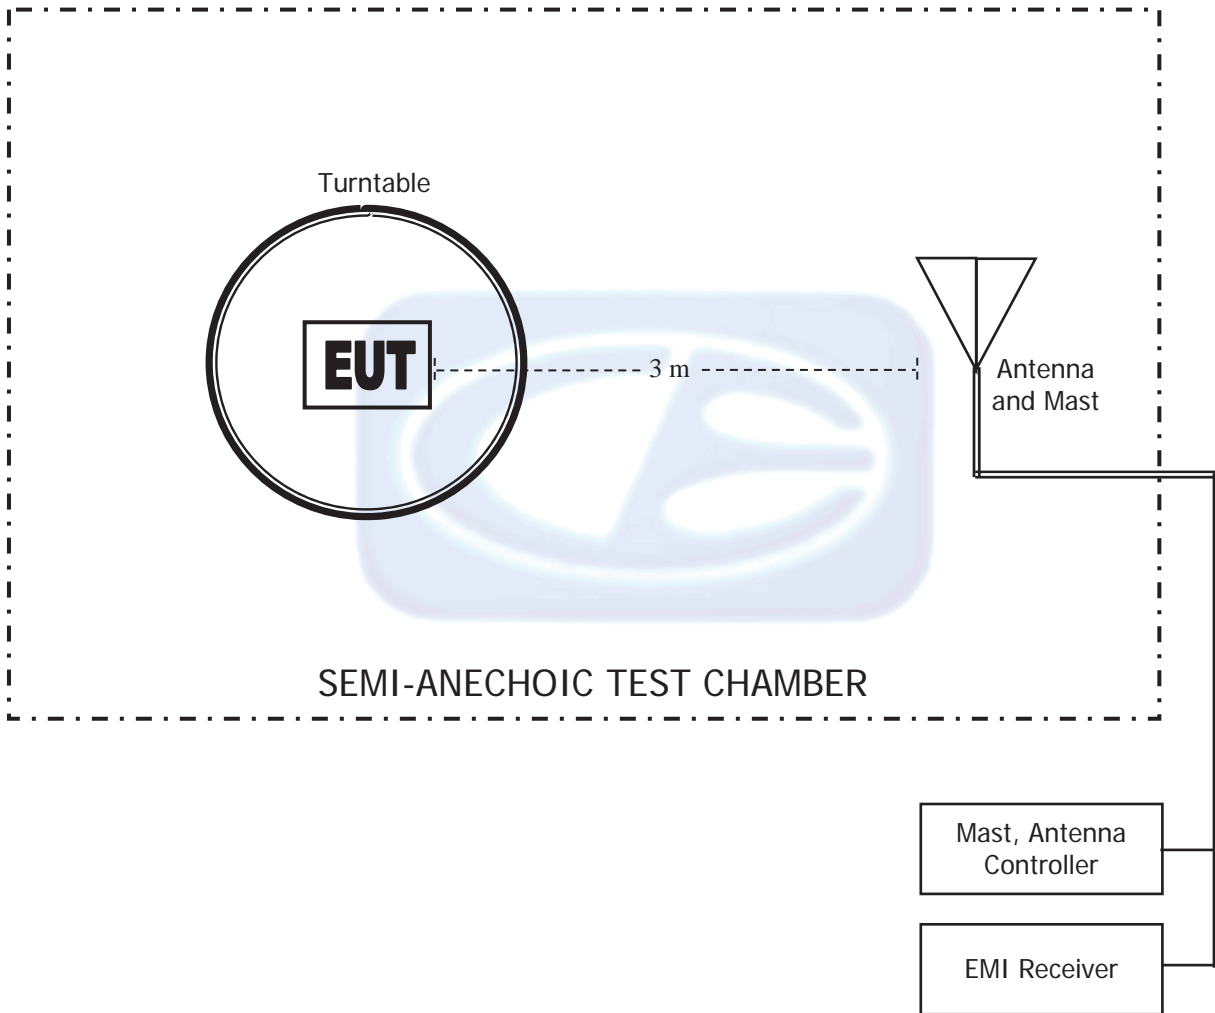 Turntable
EUT
3 m
Antenna
and Mast
SEMI-ANECHOIC TEST CHAMBER
Mast, Antenna
Controller
EMI Receiver